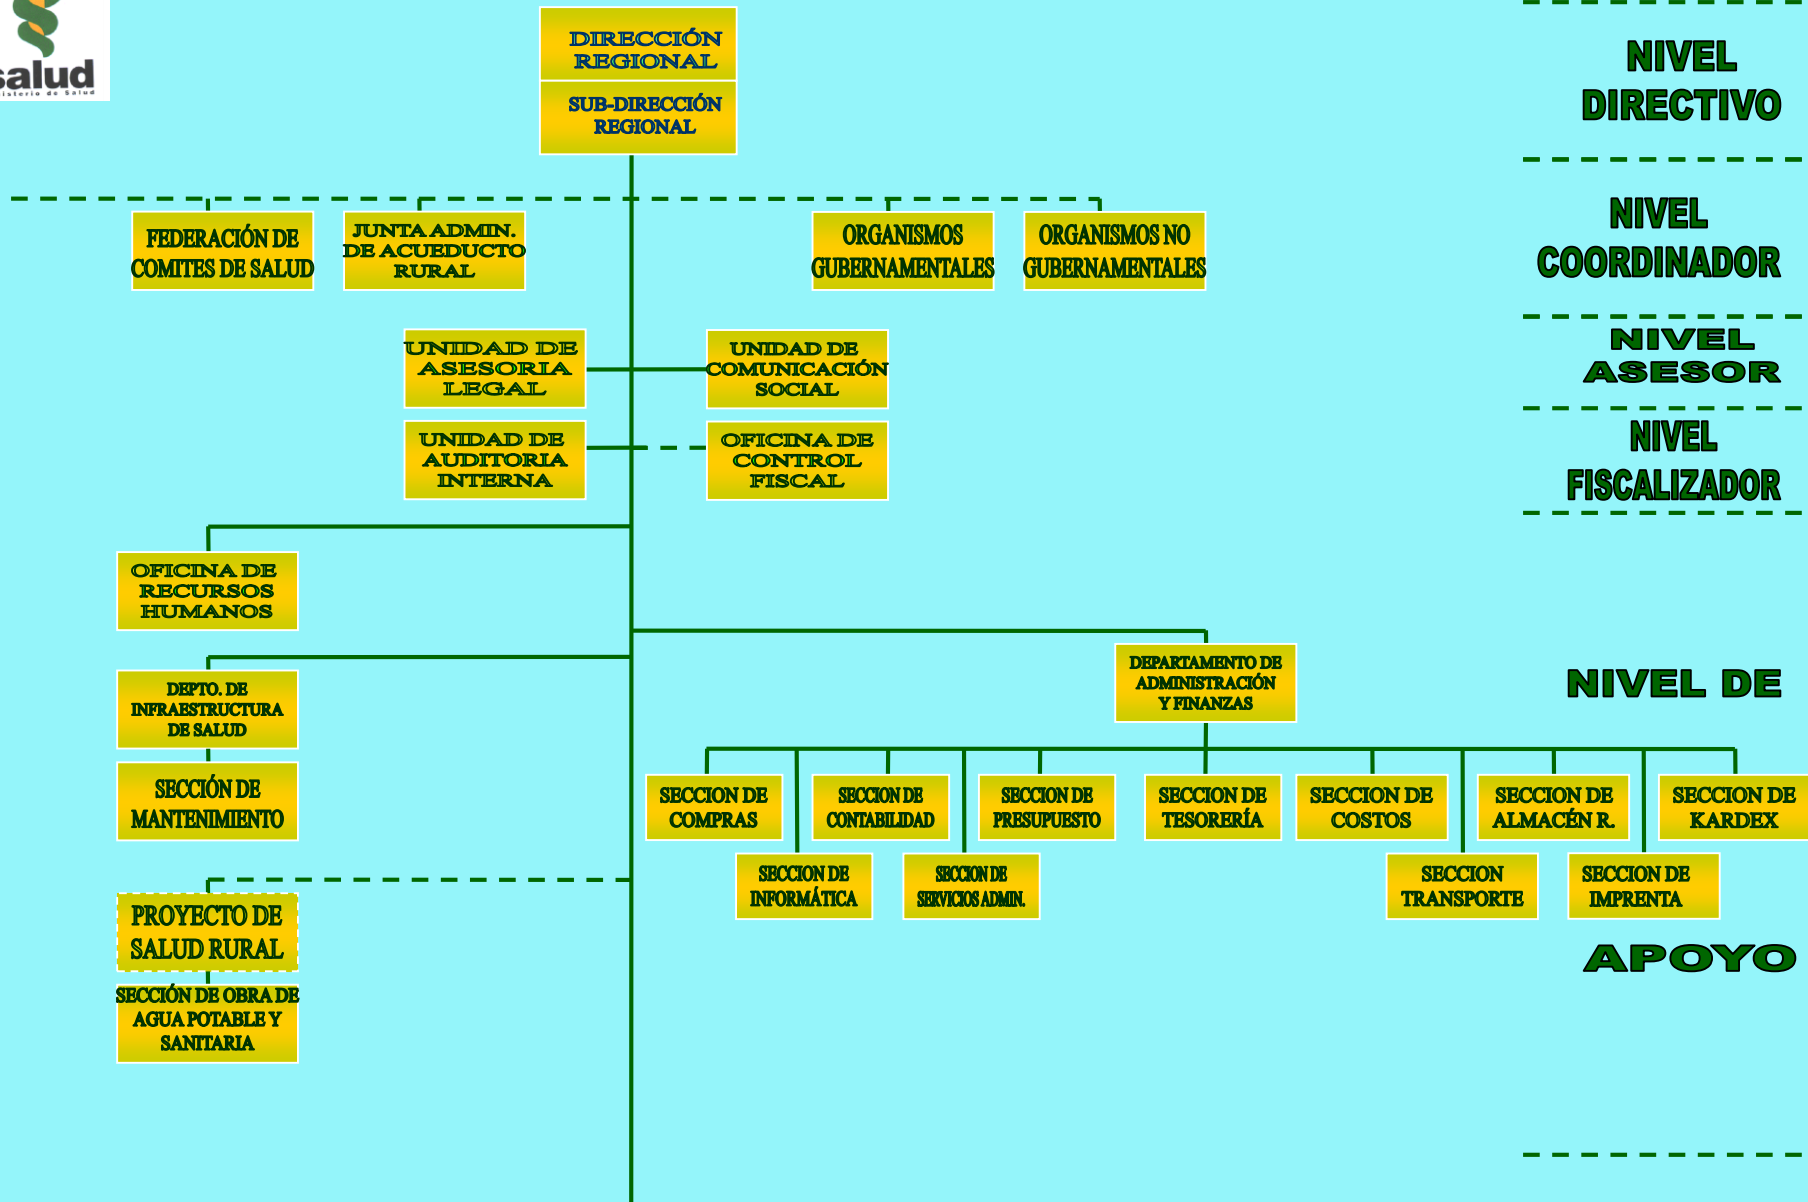 salud
DIRECCIÓN
REGIONAL
SUB-DIRECCIÓN
REGIONAL
NIVEL
DIRECTIVO
FEDERACIÓN DE
COMITES DE SALUD
JUNTA ADMIN.
DE ACUEDUCTO
RURAL
ORGANISMOS
GUBERNAMENTALES
ORGANISMOS NO
GUBERNAMENTALES
NIVEL
COORDINADOR
UNIDAD DE
ASESORIA
LEGAL
UNIDAD DE
COMUNICACIÓN
SOCIAL
NIVEL
ASESOR
UNIDAD DE
AUDITORIA
INTERNA
OFICINA DE
CONTROL
FISCAL
NIVEL
FISCALIZADOR
OFICINA DE
RECURSOS
HUMANOS
DEPARTAMENTO DE
ADMINISTRACIÓN
Y FINANZAS
DEPTO. DE
INFRAESTRUCTURA
DE SALUD
NIVEL DE
SECCIÓN DE
MANTENIMIENTO
SECCION DE
COMPRAS
SECCION DE
CONTABILIDAD
SECCION DE
PRESUPUESTO
SECCION DE
TESORERÍA
SECCION DE
COSTOS
SECCION DE
ALMACÉN R.
SECCION DE
KARDEX
SECCION DE
INFORMÁTICA
SECCION DE
SERVICIOS ADMIN.
SECCION
TRANSPORTE
SECCION DE
IMPRENTA
PROYECTO DE
SALUD RURAL
APOYO
SECCIÓN DE OBRA DE
AGUA POTABLE Y
SANITARIA